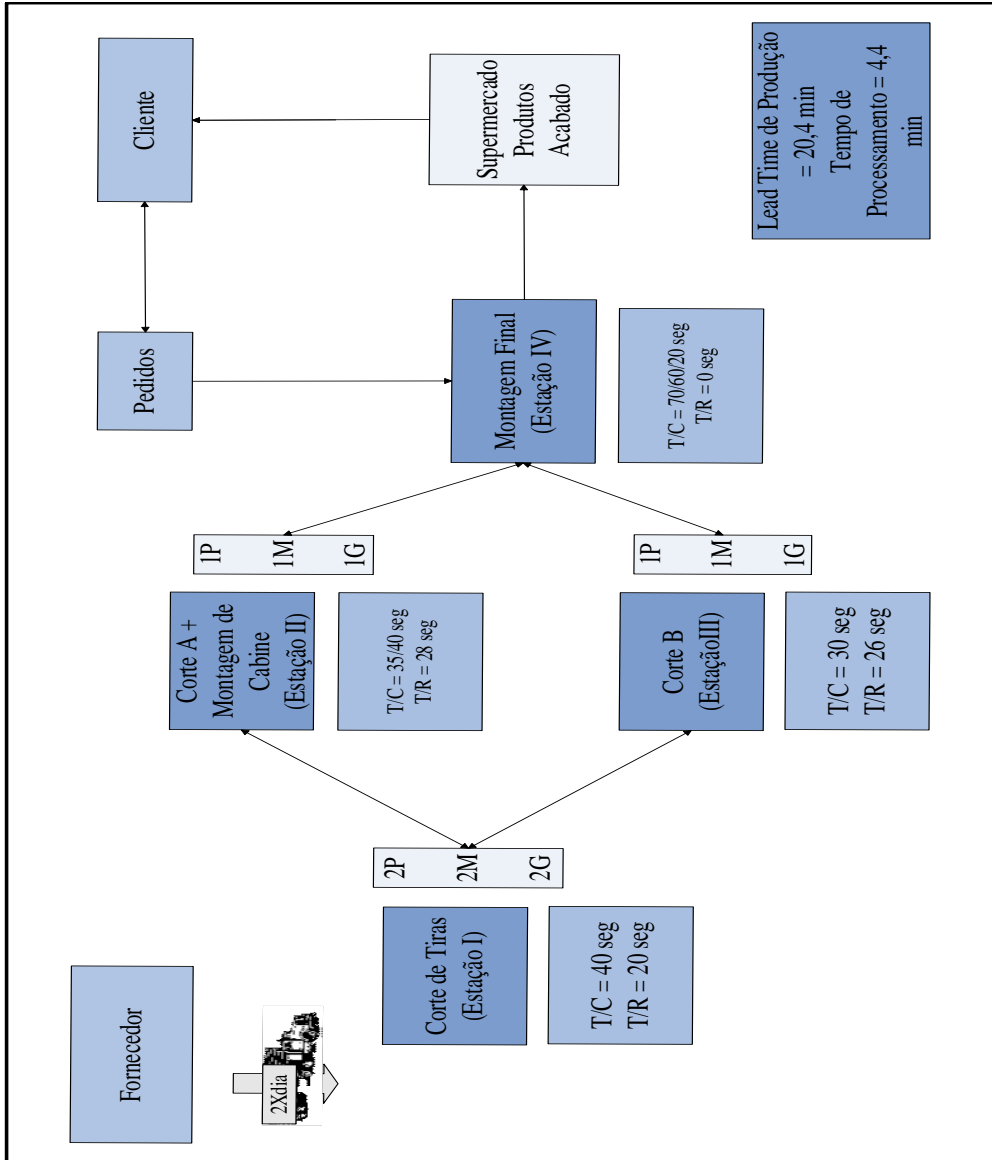 Fornecedor
2Xdia
Pedidos
Cliente
Corte de Tiras
(Estação I)
T/C = 40 seg
T/R = 20 seg
2P
2M
2G
Corte A +
Montagem de
Cabine
(Estação II)
T/C = 35/40 seg
T/R = 28 seg
1P
1M
1G
Corte B
(EstaçãoIII)
T/C = 30 seg
T/R = 26 seg
1P
1M
1G
Montagem Final
(Estação IV)
T/C = 70/60/20 seg
T/R = 0 seg
Supermercado
Produtos
Acabado
Lead Time de Produção
= 20,4 min
Tempo de
Processamento = 4,4
min